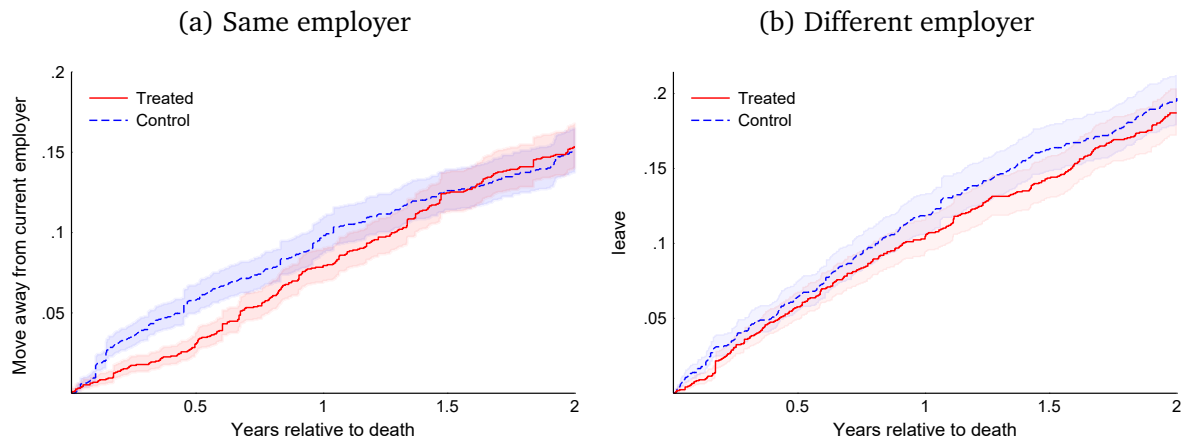 (a) Same employer
Move away from current employer
.2
.15
.1
.05
Treated
Control
0.5 1 1.5 2
Years relative to death
(b) Different employer
leave
.2
.15
.1
.05
Treated
Control
0.5 1 1.5 2
Years relative to death